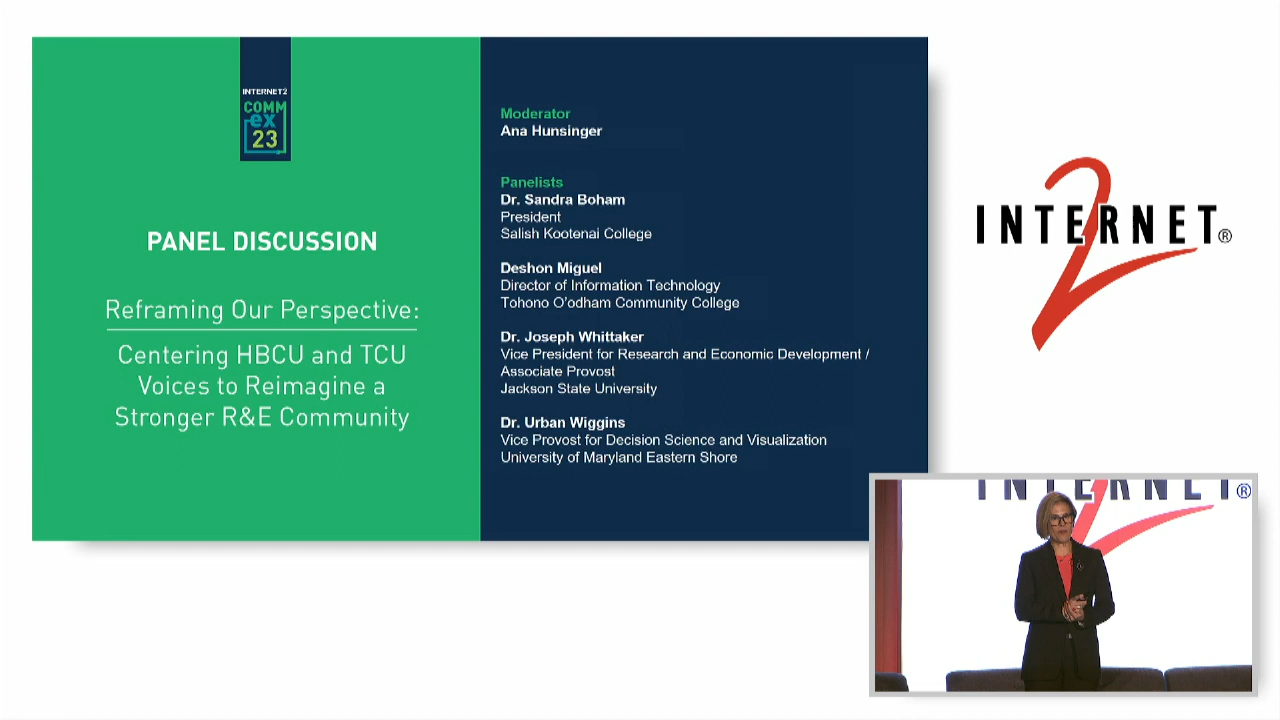 INTERNET2
COMM
ex
23
PANEL DISCUSSION
Reframing Our Perspective:
Centering HBCU and TCU
Voices to Reimagine a
Stronger R&E Community
Moderator
Ana Hunsinger
Panelists
Dr. Sandra Boham
President
Salish Kootenai College
Deshon Miguel
Director of Information Technology
Tohono O'odham Community College
Dr. Joseph Whittaker
Vice President for Research and Economic Development /
Associate Provost
Jackson State University
Dr. Urban Wiggins
Vice Provost for Decision Science and Visualization
University of Maryland Eastern Shore
INTERNET®
2
INTERNET®